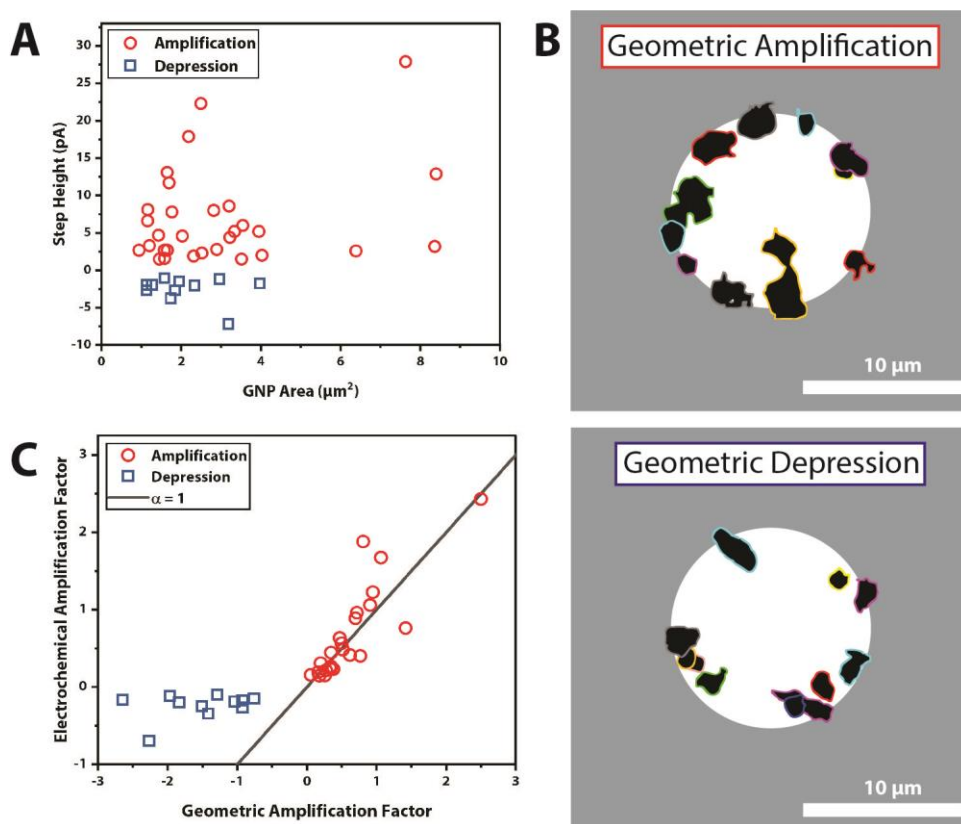 A
Step Height (pA)
30
25
20
15
10
5
0
-5
-10
Amplification
Depression
0
2
4
6
8
10
GNP Area (µm²)
B
Geometric Amplification
10 µm
C
Electrochemical Amplification Factor
3
2
1
0
-1
Amplification
Depression
α = 1
-3
-2
-1
0
1
2
3
Geometric Amplification Factor
Geometric Depression
10 µm